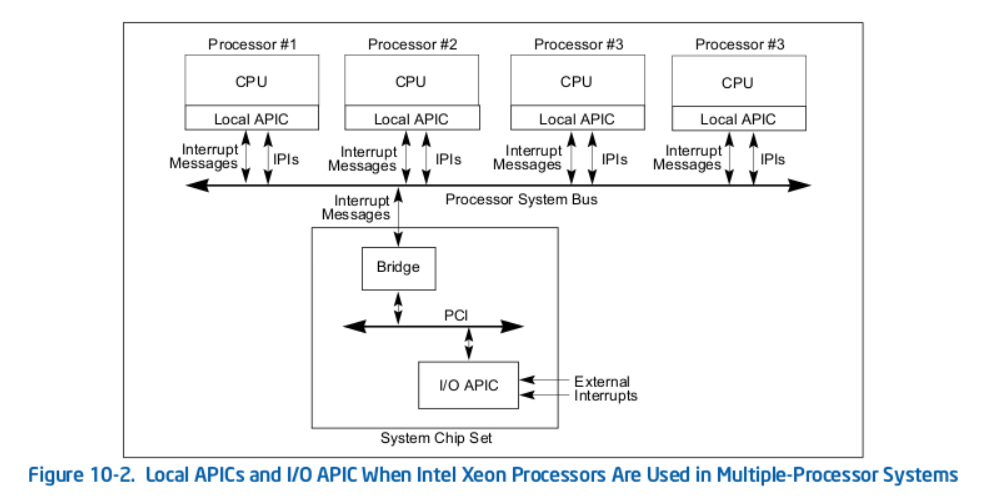 Processor #1
Processor #2
Processor #3
Processor #3
CPU
CPU
CPU
CPU
Local APIC
Local APIC
Local APIC
Local APIC
Interrupt
Messages
IPIs
Interrupt
Messages
IPIs
Interrupt
Messages
IPIs
Interrupt
Messages
IPIs
Processor System Bus
Interrupt
Messages
Bridge
PCI
I/O APIC
External
Interrupts
System Chip Set
Figure 10-2. Local APICs and I/O APIC When Intel Xeon Processors Are Used in Multiple-Processor Systems